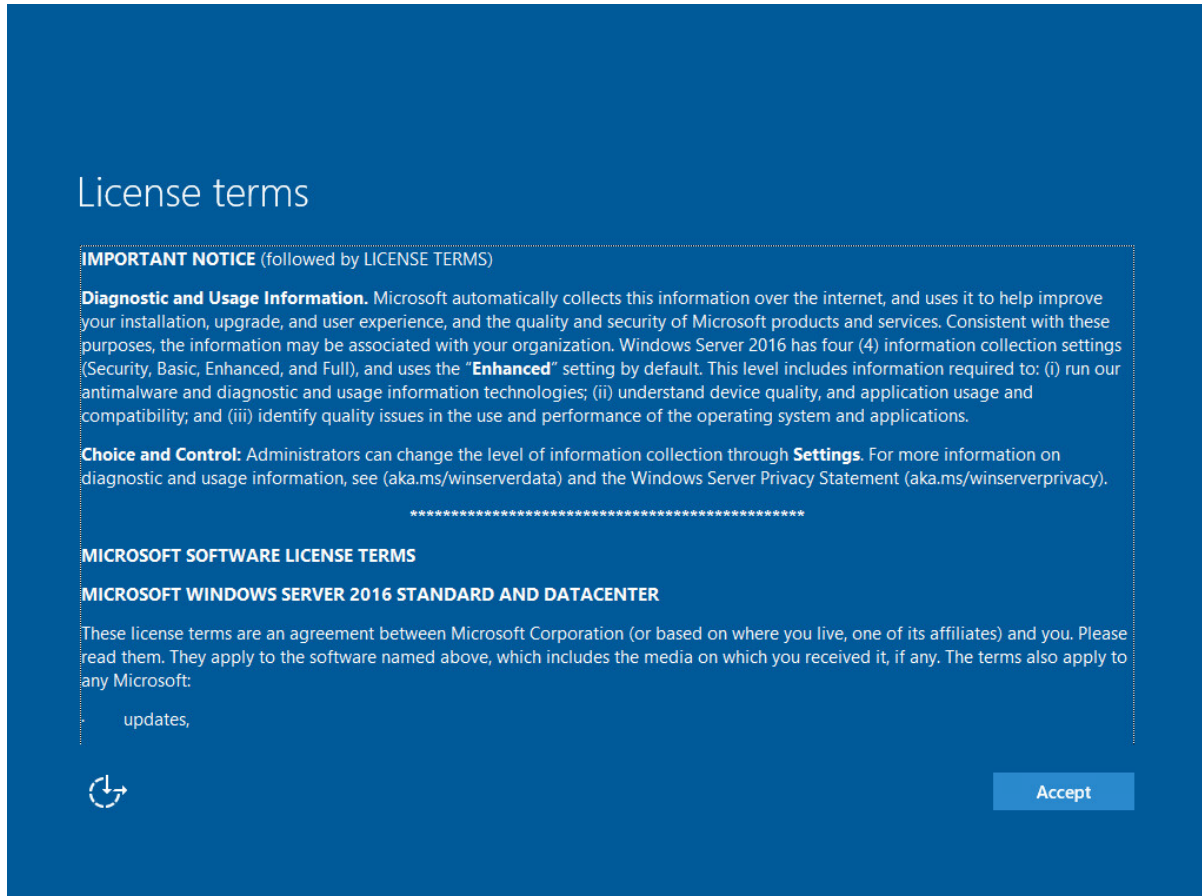 License terms
IMPORTANT NOTICE (followed by LICENSE TERMS)
Diagnostic and Usage Information. Microsoft automatically collects this information over the internet, and uses it to help improve
your installation, upgrade, and user experience, and the quality and security of Microsoft products and services. Consistent with these
purposes, the information may be associated with your organization. Windows Server 2016 has four (4) information collection settings
(Security, Basic, Enhanced, and Full), and uses the “Enhanced” setting by default. This level includes information required to: (i) run our
antimalware and diagnostic and usage information technologies; (ii) understand device quality, and application usage and
compatibility; and (iii) identify quality issues in the use and performance of the operating system and applications.
Choice and Control: Administrators can change the level of information collection through Settings. For more information on
diagnostic and usage information, see (aka.ms/winserverdata) and the Windows Server Privacy Statement (aka.ms/winserverprivacy).
************************************************
MICROSOFT SOFTWARE LICENSE TERMS
MICROSOFT WINDOWS SERVER 2016 STANDARD AND DATACENTER
These license terms are an agreement between Microsoft Corporation (or based on where you live, one of its affiliates) and you. Please
read them. They apply to the software named above, which includes the media on which you received it, if any. The terms also apply to
any Microsoft:
· updates,
Accept